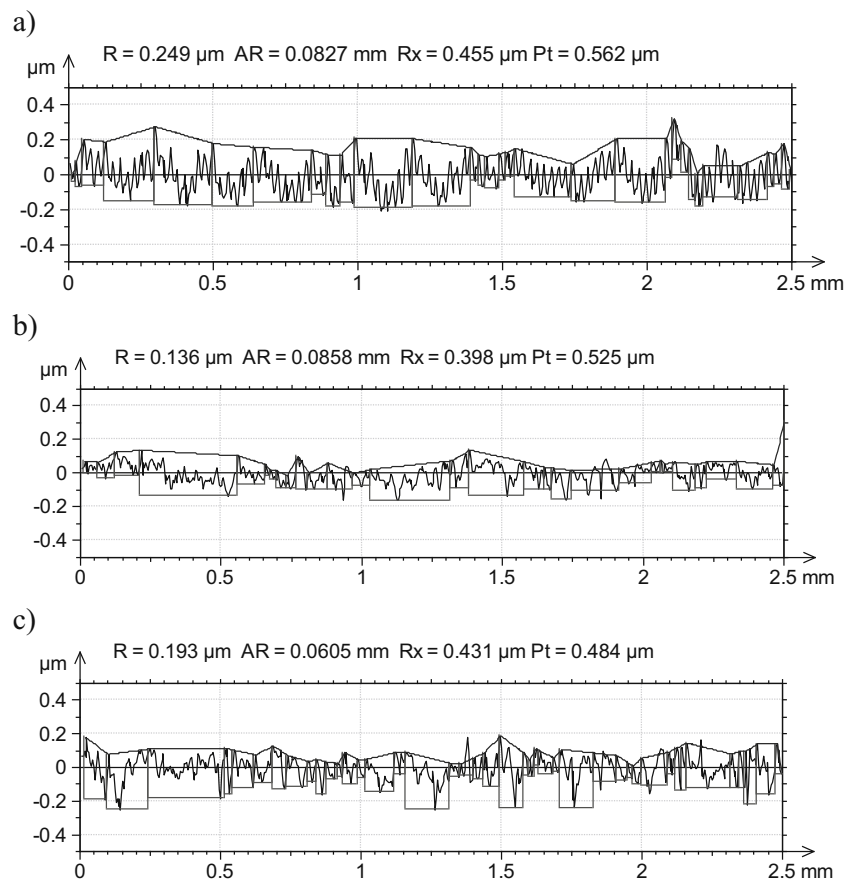 a)
R = 0.249 µm AR = 0.0827 mm Rx = 0.455 µm Pt = 0.562 µm
µm
0.4
0.2
0
-0.2
-0.4
0 0.5 1 1.5 2 2.5 mm
b)
R = 0.136 µm AR = 0.0858 mm Rx = 0.398 µm Pt = 0.525 µm
µm
0.4
0.2
0
-0.2
-0.4
0 0.5 1 1.5 2 2.5 mm
c)
R = 0.193 µm AR = 0.0605 mm Rx = 0.431 µm Pt = 0.484 µm
µm
0.4
0.2
0
-0.2
-0.4
0 0.5 1 1.5 2 2.5 mm